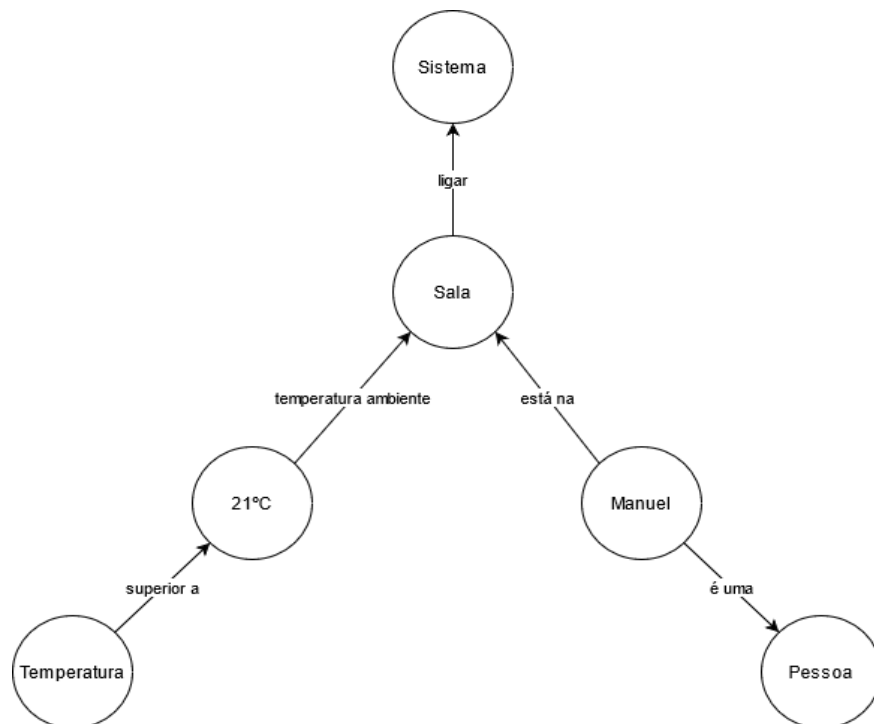 Sistema
ligar
Sala
temperatura ambiente
está na
21ºC
Manuel
superior a
é uma
Temperatura
Pessoa